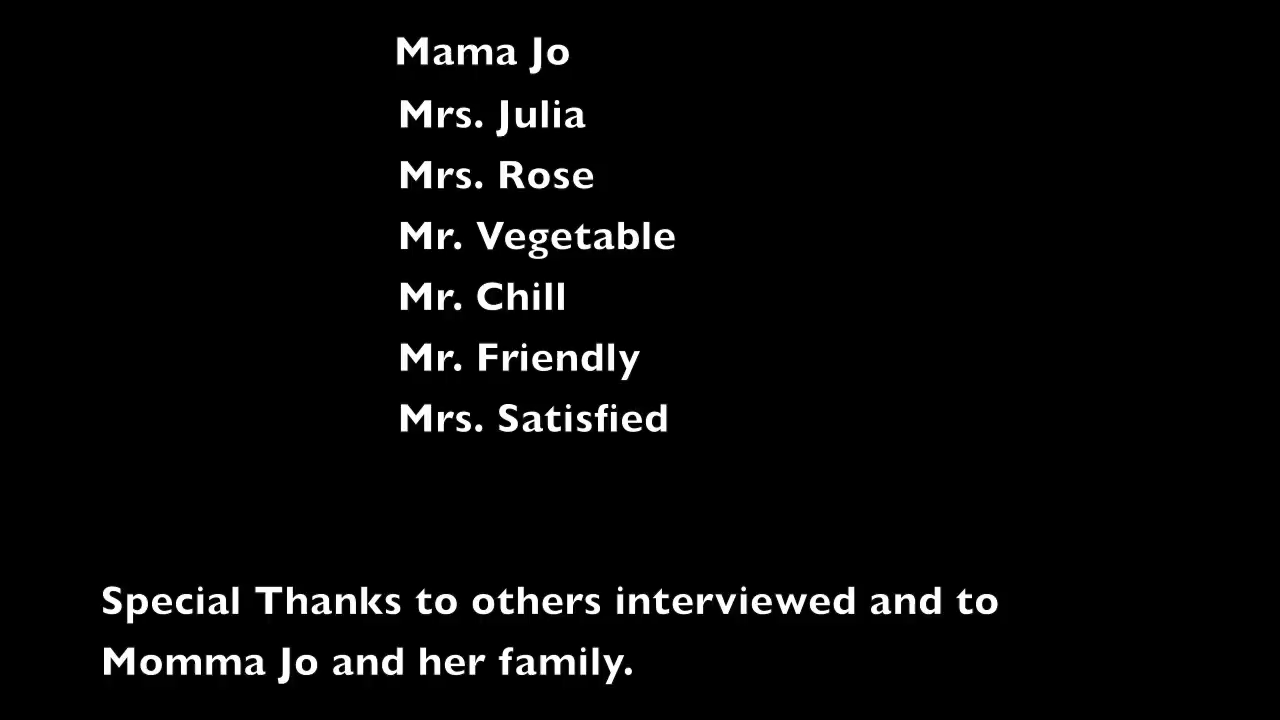 Mama Jo
Mrs. Julia
Mrs. Rose
Mr. Vegetable
Mr. Chill
Mr. Friendly
Mrs. Satisfied
Special Thanks to others interviewed and to
Momma Jo and her family.